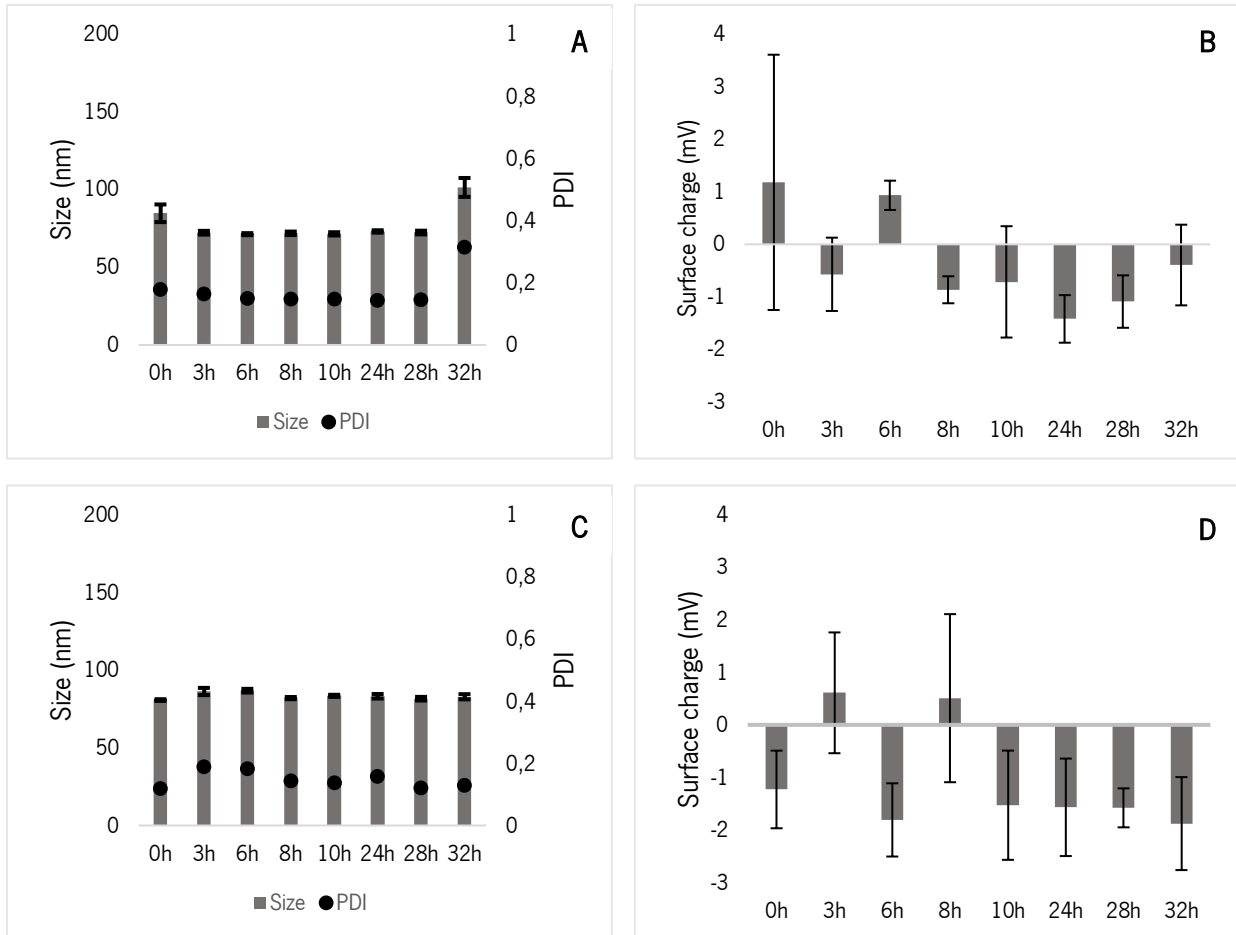 A
Size (nm)
200
150
100
50
0
PDI
1
0,8
0,6
0,4
0,2
0
0h 3h 6h 8h 10h 24h 28h 32h
Size PDI
B
Surface charge (mV)
4
3
2
1
0
-1
-2
-3
0h 3h 6h 8h 10h 24h 28h 32h
C
Size (nm)
200
150
100
50
0
PDI
1
0,8
0,6
0,4
0,2
0
0h 3h 6h 8h 10h 24h 28h 32h
Size PDI
D
Surface charge (mV)
4
3
2
1
0
-1
-2
-3
0h 3h 6h 8h 10h 24h 28h 32h